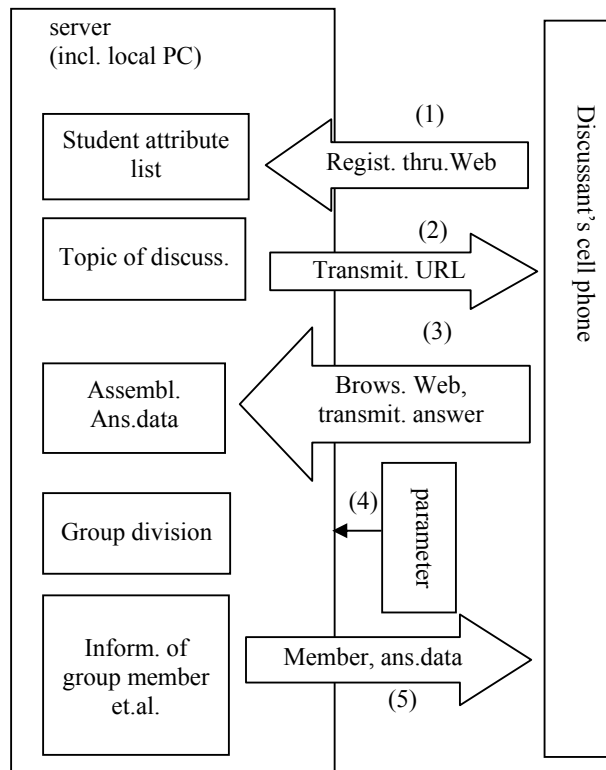 server
(incl. local PC)
Discussant's cell phone
(1)
Student attribute
list
Regist. thru.Web
(2)
Topic of discuss.
Transmit. URL
(3)
Assembl.
Ans.data
Brows. Web,
transmit. answer
(4)
Group division
parameter
Inform. of
group member
et.al.
Member, ans.data
(5)